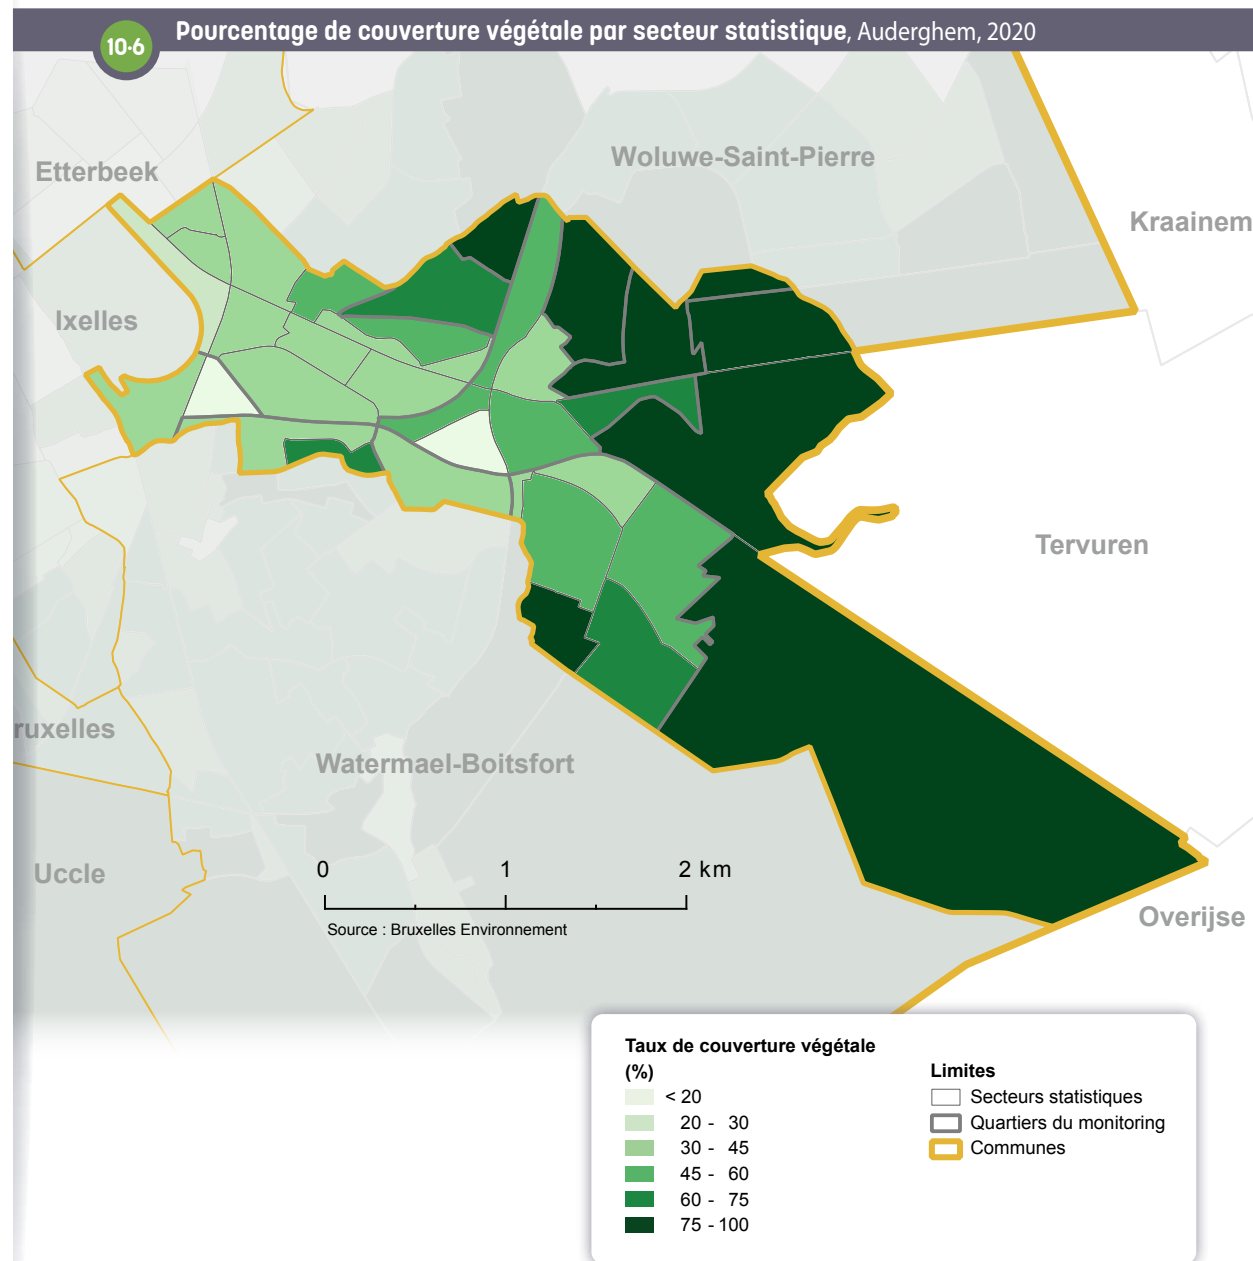 10·6 Pourcentage de couverture végétale par secteur statistique, Auderghem, 2020
Etterbeek
Woluwe-Saint-Pierre
Kraainem
Ixelles
Tervuren
ruxelles
Watermael-Boitsfort
Uccle
0 1 2 km
Source : Bruxelles Environnement
Overijse
Taux de couverture végétale
(%)
< 20
20 - 30
30 - 45
45 - 60
60 - 75
75 - 100
Limites
Secteurs statistiques
Quartiers du monitoring
Communes